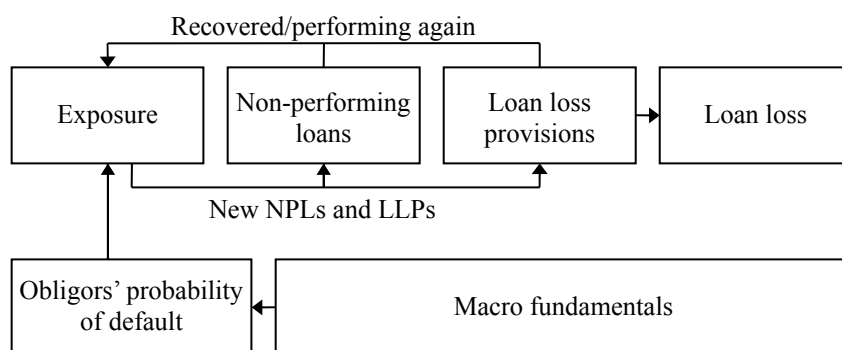 Recovered/performing again
Exposure
Non-performing
loans
Loan loss
provisions
Loan loss
New NPLs and LLPs
Obligors’ probability
of default
Macro fundamentals